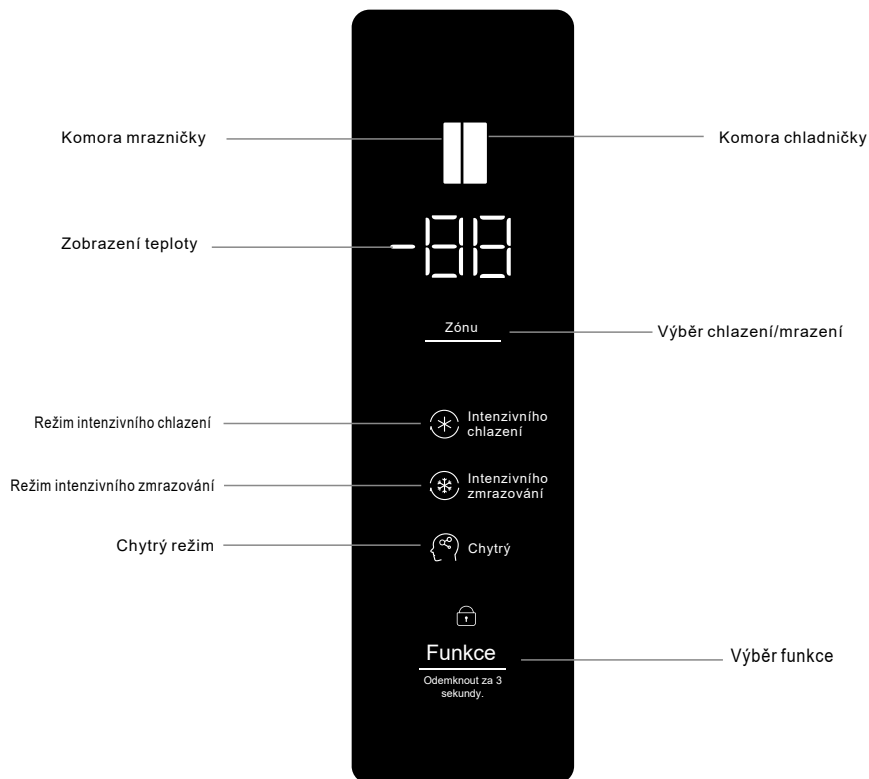 Komora mrazničky
Komora chladničky
Zobrazení teploty
-88
Zónu
Výběr chlazení/mrazení
Režim intenzivního chlazení
Intenzivního
chlazení
Režim intenzivního zmrazování
Intenzivního
zmrazování
Chytrý režim
Chytrý
Funkce
Výběr funkce
Odemknout za 3
sekundy.